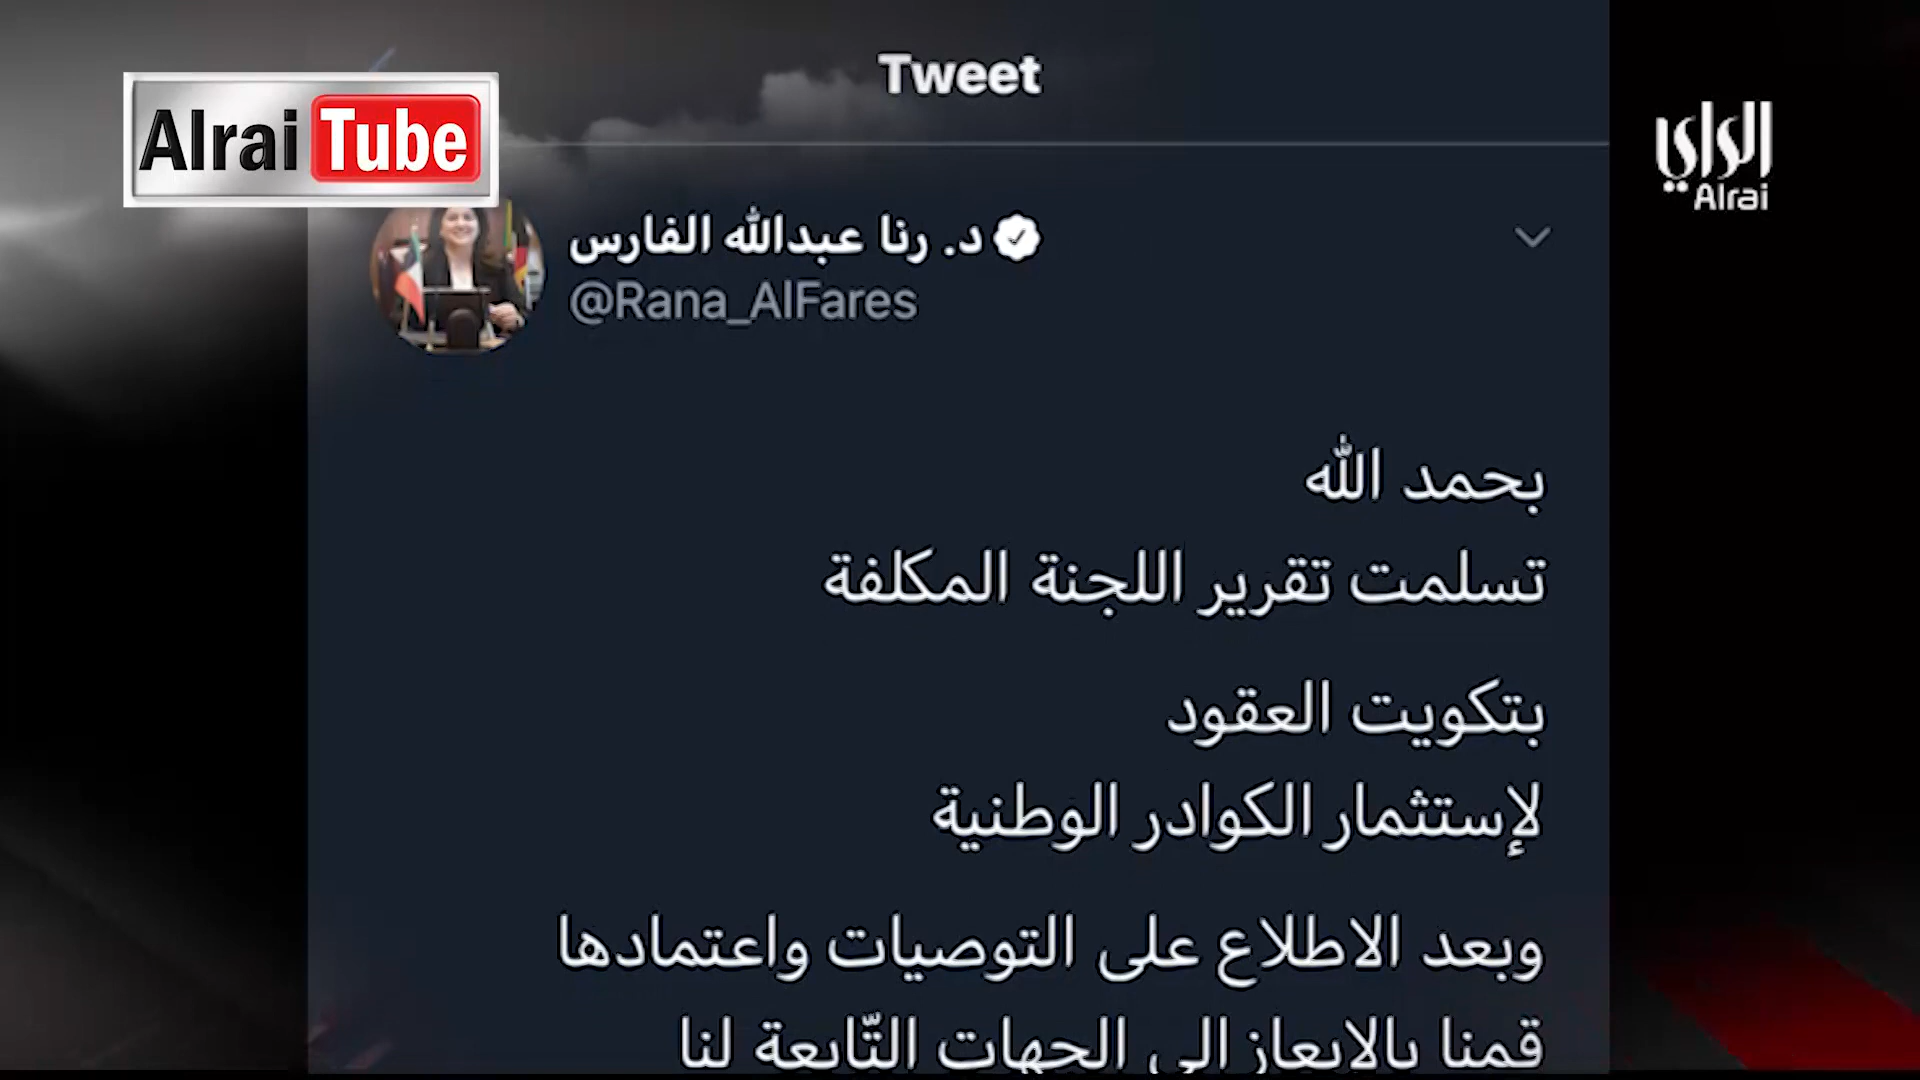 Tweet
Alrai Tube
الراي
Alrai
د. رنا عبدالله الفارس
@Rana_AlFares
بحمد الله
تسلمت تقرير اللجنة المكلفة
بتكويت العقود
لإستثمار الكوادر الوطنية
وبعد الاطلاع على التوصيات واعتمادها
قمنا بالايعاز الى الجهات التّابعة لنا